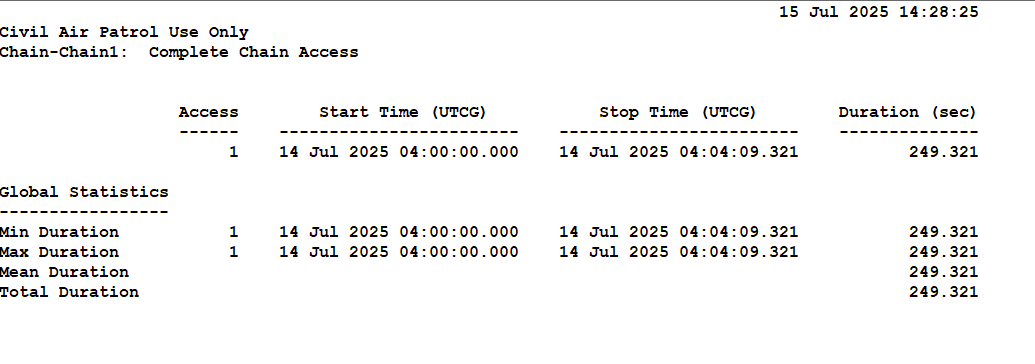 15 Jul 2025 14:28:25
Civil Air Patrol Use Only
Chain-Chain1:  Complete Chain Access
Access    Start Time (UTCG)    Stop Time (UTCG)    Duration (sec)
------    ------------------------    ------------------------    --------------
1    14 Jul 2025 04:00:00.000    14 Jul 2025 04:04:09.321    249.321
Global Statistics
-----------------
Min Duration    1    14 Jul 2025 04:00:00.000    14 Jul 2025 04:04:09.321    249.321
Max Duration    1    14 Jul 2025 04:00:00.000    14 Jul 2025 04:04:09.321    249.321
Mean Duration    249.321
Total Duration    249.321